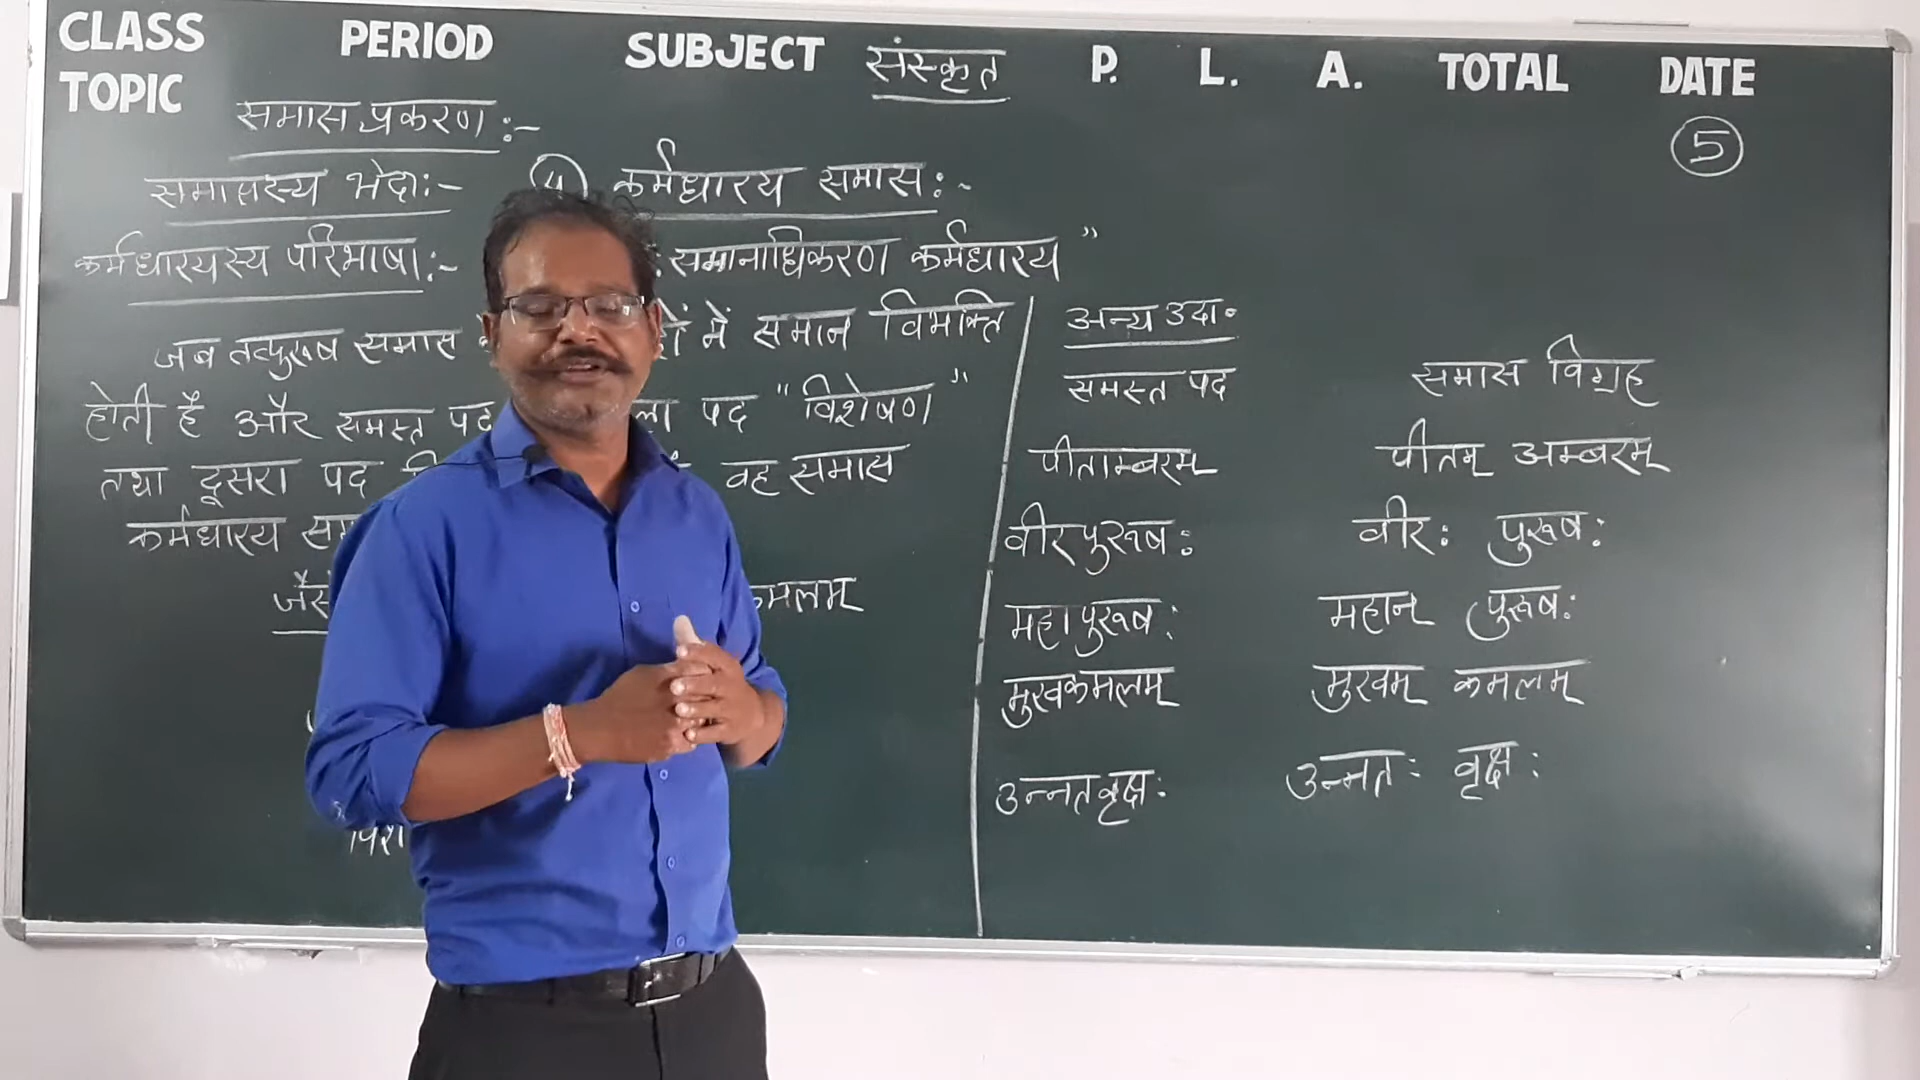 CLASS PERIOD SUBJECT संस्कृत P. L. A. TOTAL DATE
TOPIC
समास प्रकरण :-
5
समासस्य भेदाः- कर्मधारय समास:-
कर्मधारयस्य परिभाषा:- :समानाधिकरण कर्मधारय”
जब तत्पुरूष समास में समान विभक्ति
होती है और समस्त पद पद "विशेषण"
तथा दूसरा पद वह समास
कर्मधारय
अन्य उदा॰
समस्त पद समास विग्रह
पीताम्बरम् पीतम् अम्बरम्
वीरपुरूष: वीर: पुरूष:
महापुरूष: महान् पुरूष:
मुखकमलम् मुखम् कमलम्
उन्नतवृक्ष: उन्नत: वृक्ष: